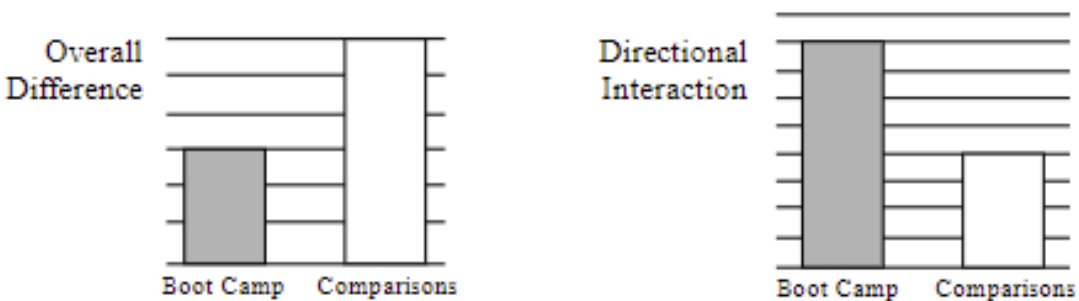 Overall
Difference
Boot Camp Comparisons
Directional
Interaction
Boot Camp Comparisons